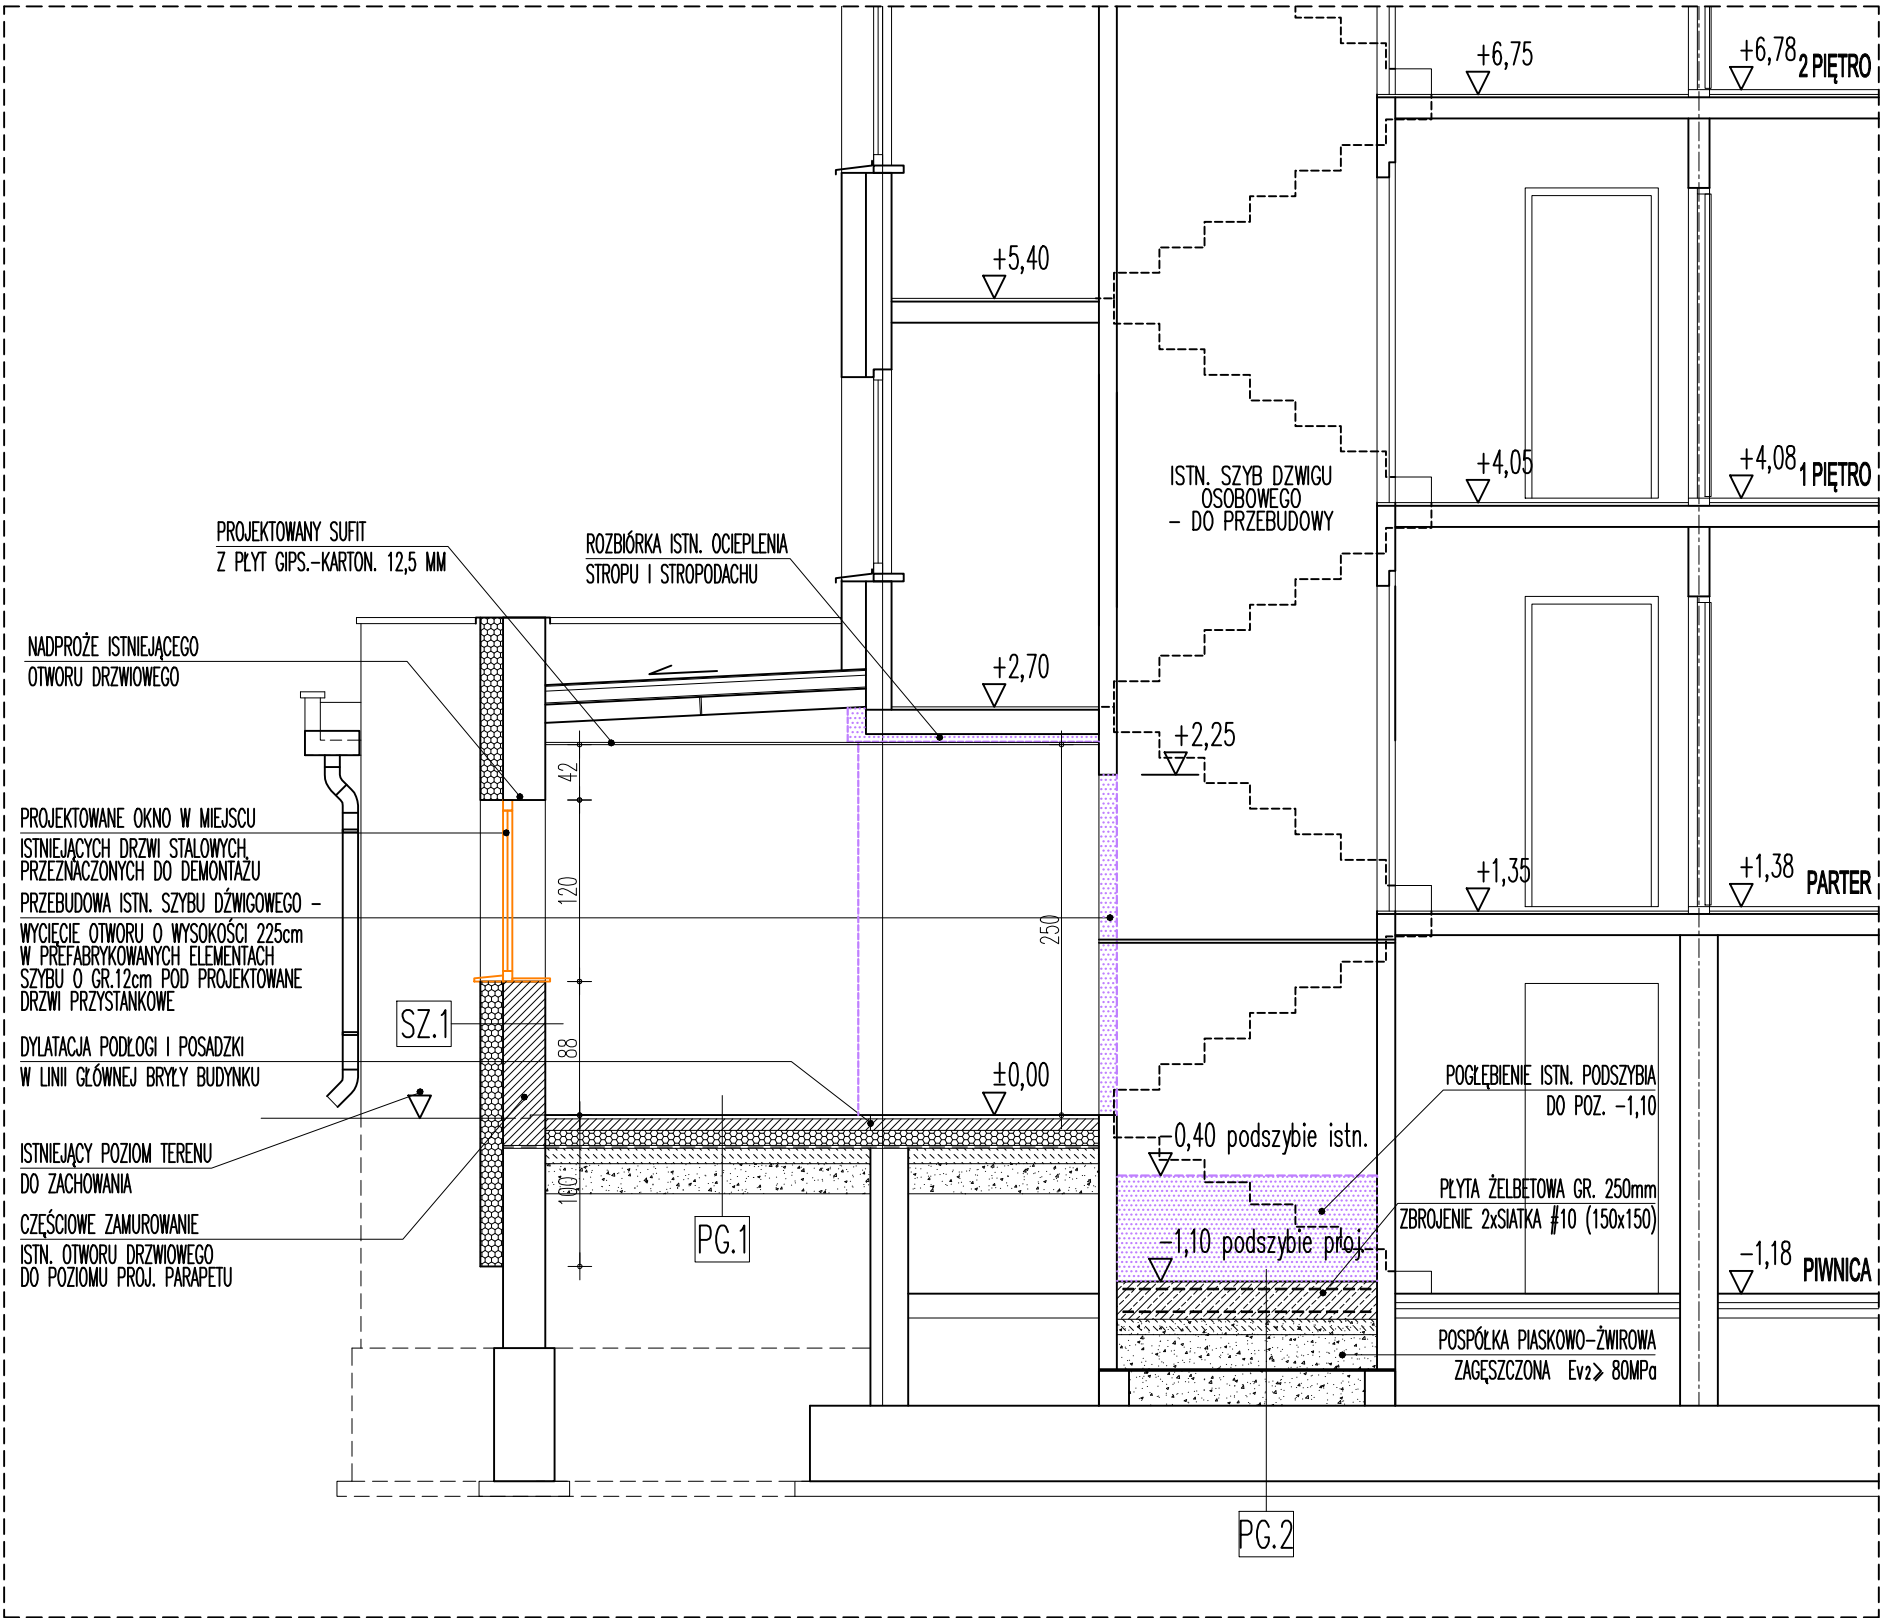 +6,75
+6,78
2 PIĘTRO
+5,40
+4,05
+4,08
1 PIĘTRO
ISTN. SZYB DZWIGU
OSOBOWEGO
- DO PRZEBUDOWY
PROJEKTOWANY SUFIT
Z PŁYT GIPS.-KARTON. 12,5 MM
ROZBIÓRKA ISTN. OCIEPLENIA
STROPU I STROPODACHU
NADPROŻE ISTNIEJĄCEGO
OTWORU DRZWIOWEGO
+2,70
+2,25
42
PROJEKTOWANE OKNO W MIEJSCU
ISTNIEJĄCYCH DRZWI STALOWYCH,
PRZEZNACZONYCH DO DEMONTAŻU
120
+1,35
+1,38
PARTER
PRZEBUDOWA ISTN. SZYBU DŹWIGOWEGO -
WYCIĘCIE OTWORU O WYSOKOŚCI 225cm
W PREFABRYKOWANYCH ELEMENTACH
SZYBU O GR.12cm POD PROJEKTOWANE
DRZWI PRZYSTANKOWE
250
SZ.1
DYLATACJA PODŁOGI I POSADZKI
W LINII GŁÓWNEJ BRYŁY BUDYNKU
88
±0,00
POGŁĘBIENIE ISTN. PODSZYBIA
DO POZ. -1,10
ISTNIEJĄCY POZIOM TERENU
DO ZACHOWANIA
-0,40 podszybie istn.
100
PŁYTA ŻELBETOWA GR. 250mm
ZBROJENIE 2xSIATKA #10 (150x150)
CZĘŚCIOWE ZAMUROWANIE
ISTN. OTWORU DRZWIOWEGO
DO POZIOMU PROJ. PARAPETU
PG.1
-1,10 podszybie proj.
-1,18
PIWNICA
POSPÓŁKA PIASKOWO-ŻWIROWA
ZAGĘSZCZONA Ev2⩾ 80MPa
PG.2